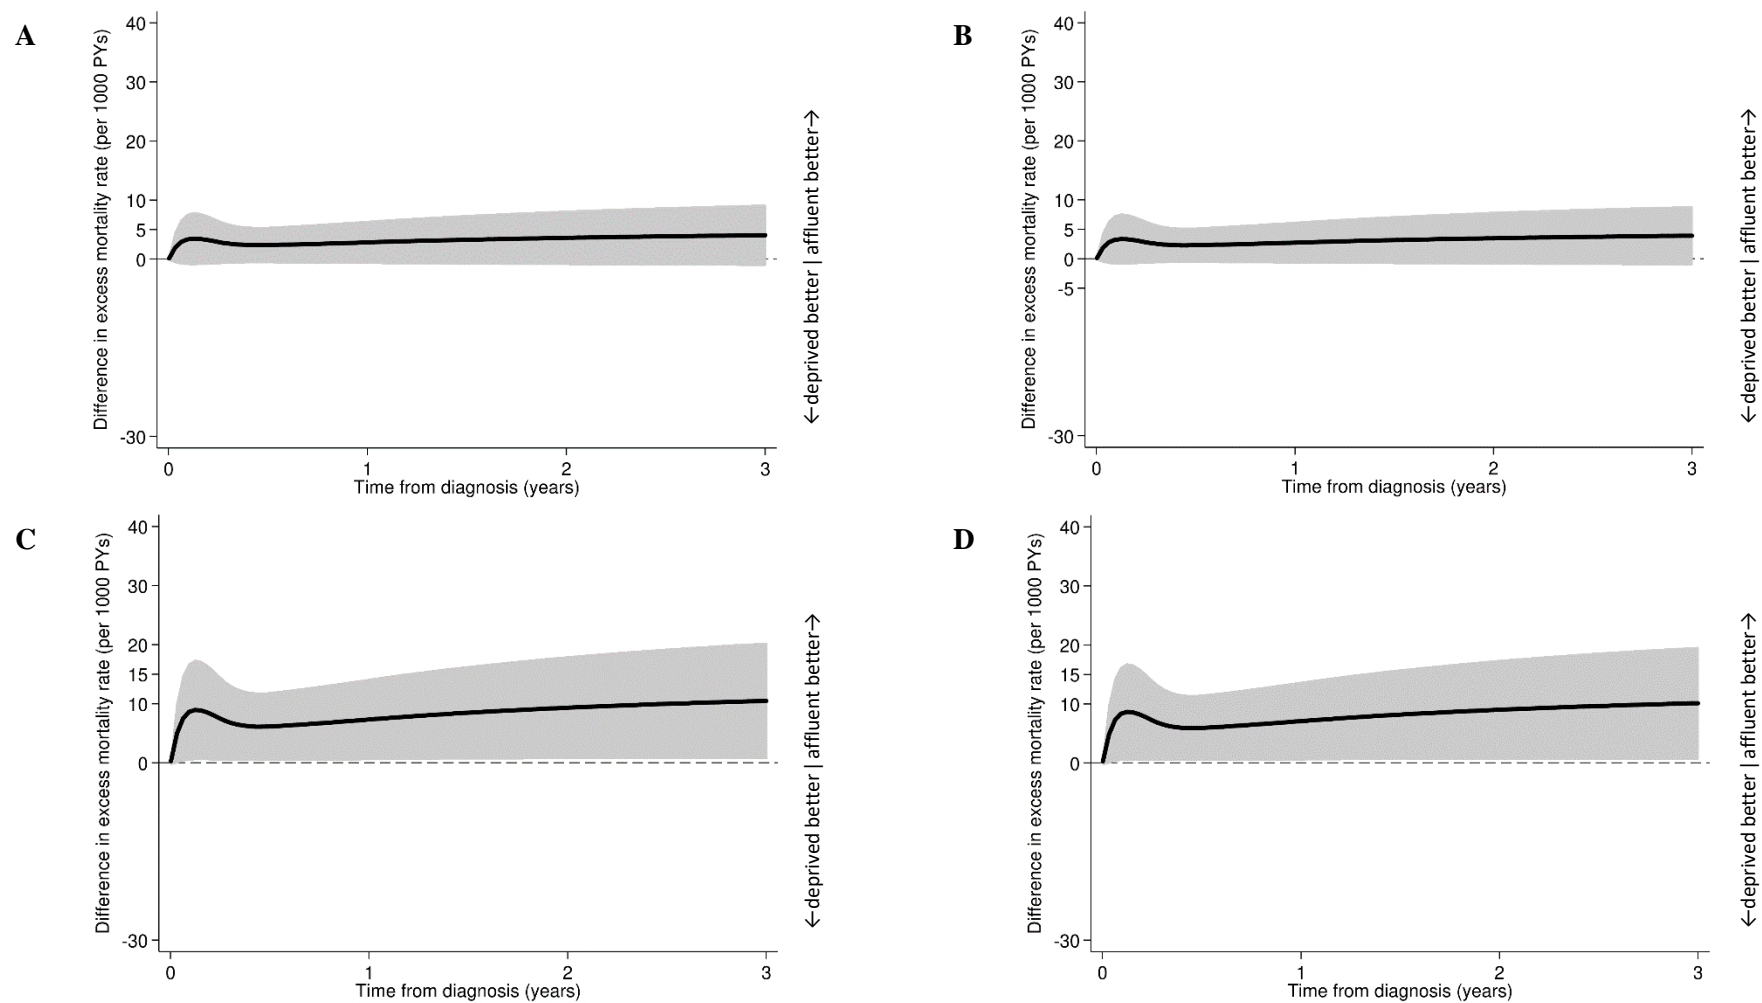 A
Difference in excess mortality rate (per 1000 PYs)
40
30
20
10
5
0
-30
0 1 2 3
Time from diagnosis (years)
←deprived better | affluent better→
B
Difference in excess mortality rate (per 1000 PYs)
40
30
20
10
5
0
-5
-30
0 1 2 3
Time from diagnosis (years)
←deprived better | affluent better→
C
Difference in excess mortality rate (per 1000 PYs)
40
30
20
15
10
0
-30
0 1 2 3
Time from diagnosis (years)
←deprived better | affluent better→
D
Difference in excess mortality rate (per 1000 PYs)
40
30
20
15
10
0
-30
0 1 2 3
Time from diagnosis (years)
←deprived better | affluent better→